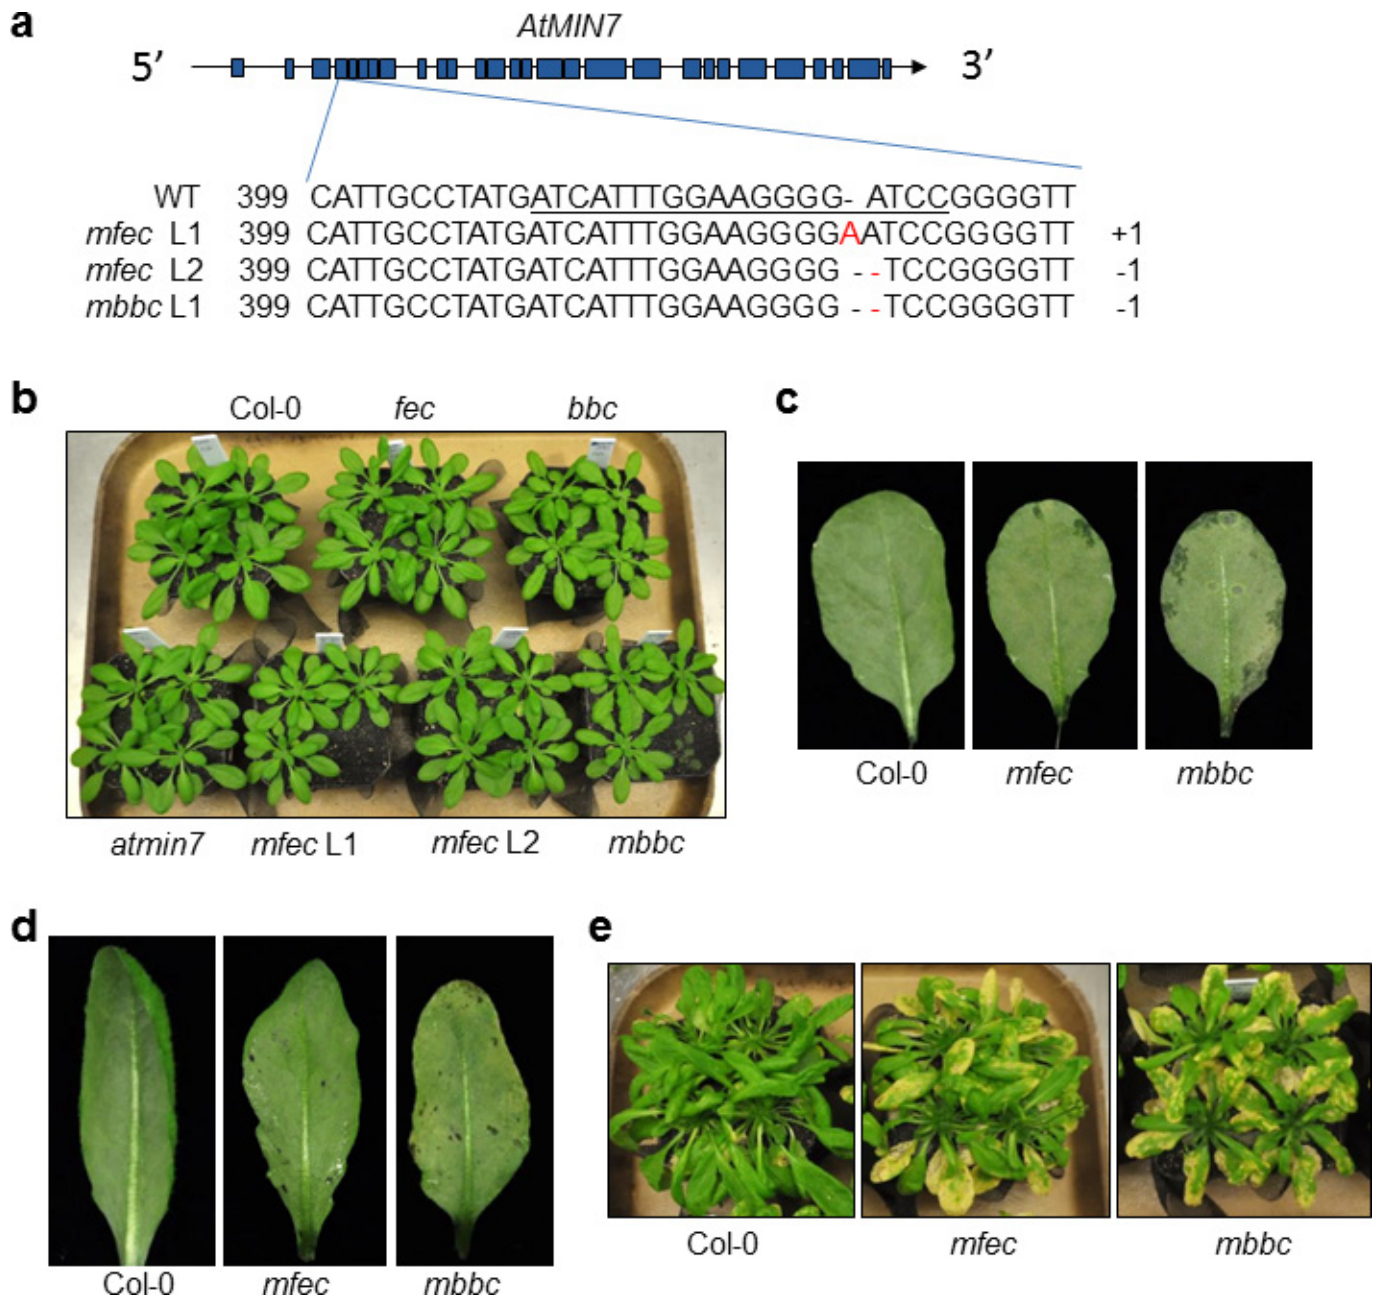 a
AtMIN7
5’ 3’
WT 399 CATTGCCTATGATCATTTGGAAGGGG- ATCCGGGGTT
mfec L1 399 CATTGCCTATGATCATTTGGAAGGGGAATCCGGGGTT +1
mfec L2 399 CATTGCCTATGATCATTTGGAAGGGG - -TCCGGGGTT -1
mbbc L1 399 CATTGCCTATGATCATTTGGAAGGGG - -TCCGGGGTT -1
b
Col-0 fec bbc
atmin7 mfec L1 mfec L2 mbbc
c
Col-0 mfec mbbc
d
Col-0 mfec mbbc
e
Col-0 mfec mbbc